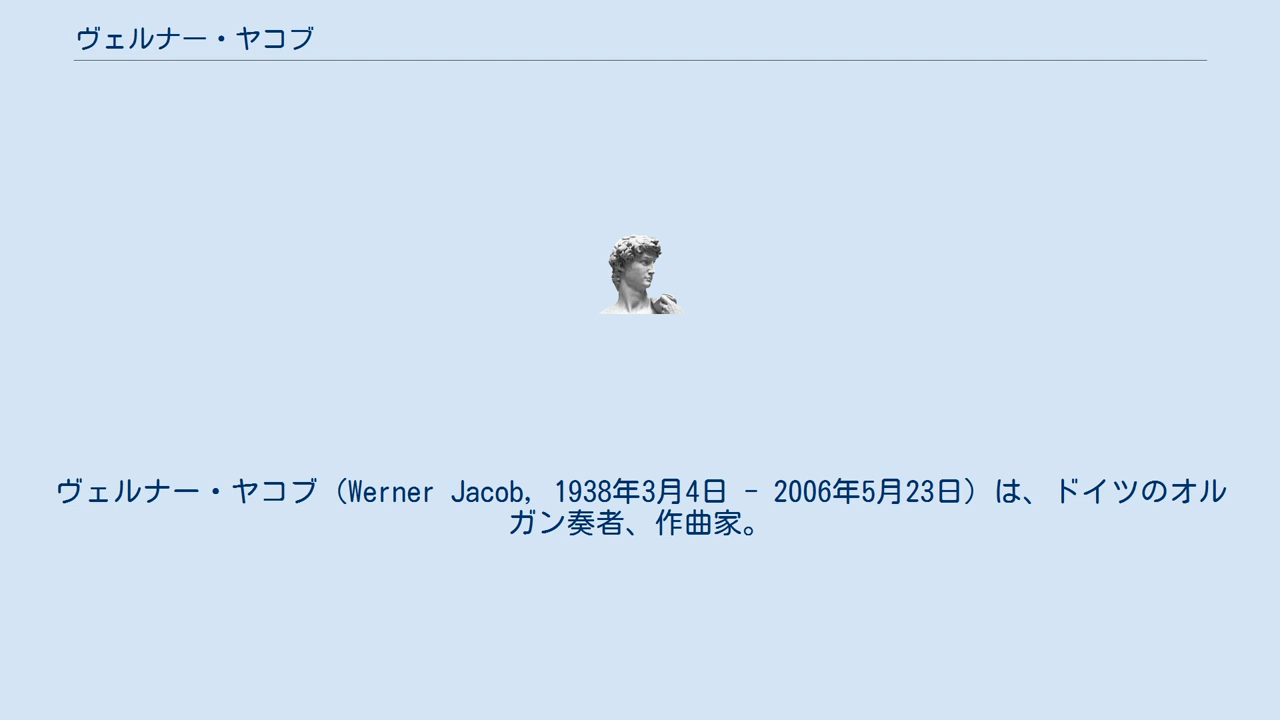 ヴェルナー・ヤコブ
ヴェルナー・ヤコブ（Werner Jacob, 1938年3月4日 - 2006年5月23日）は、ドイツのオル
ガン奏者、作曲家。